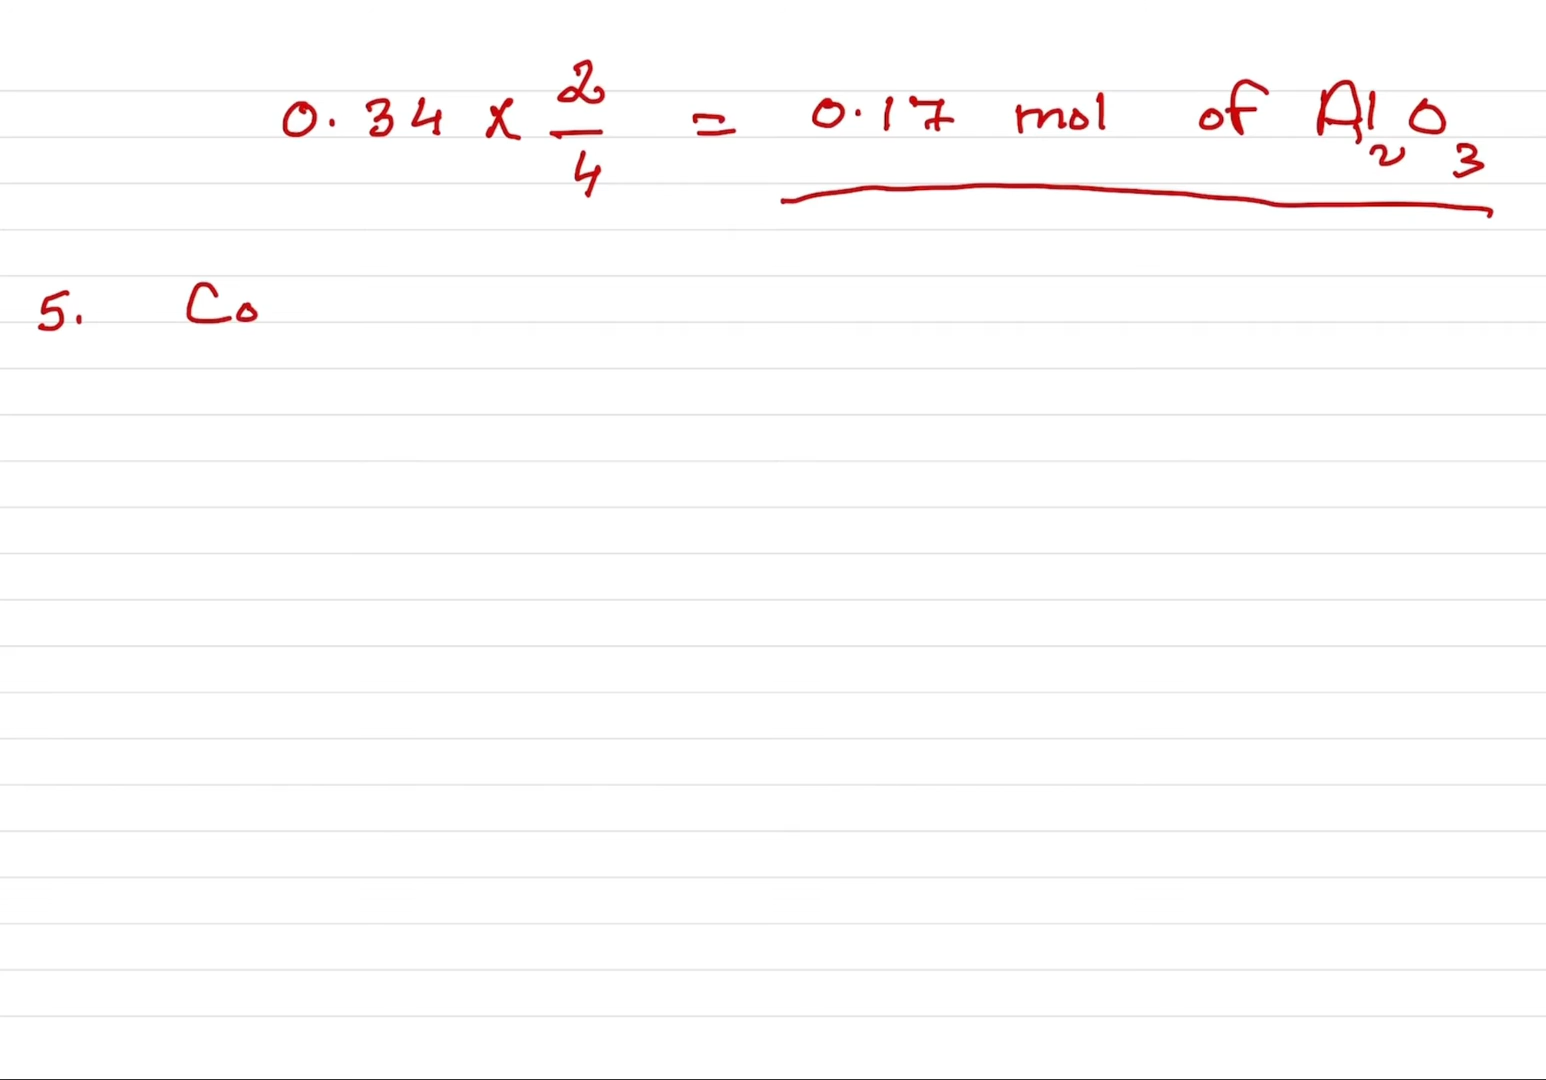 0.34 x 2/4 = 0.17 mol of Al₂O₃
5. Co